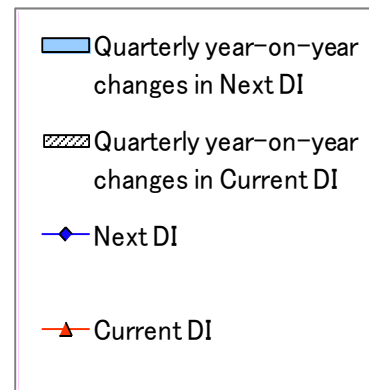 Quarterly year-on-year
changes in Next DI
Quarterly year-on-year
changes in Current DI
Next DI
Current DI